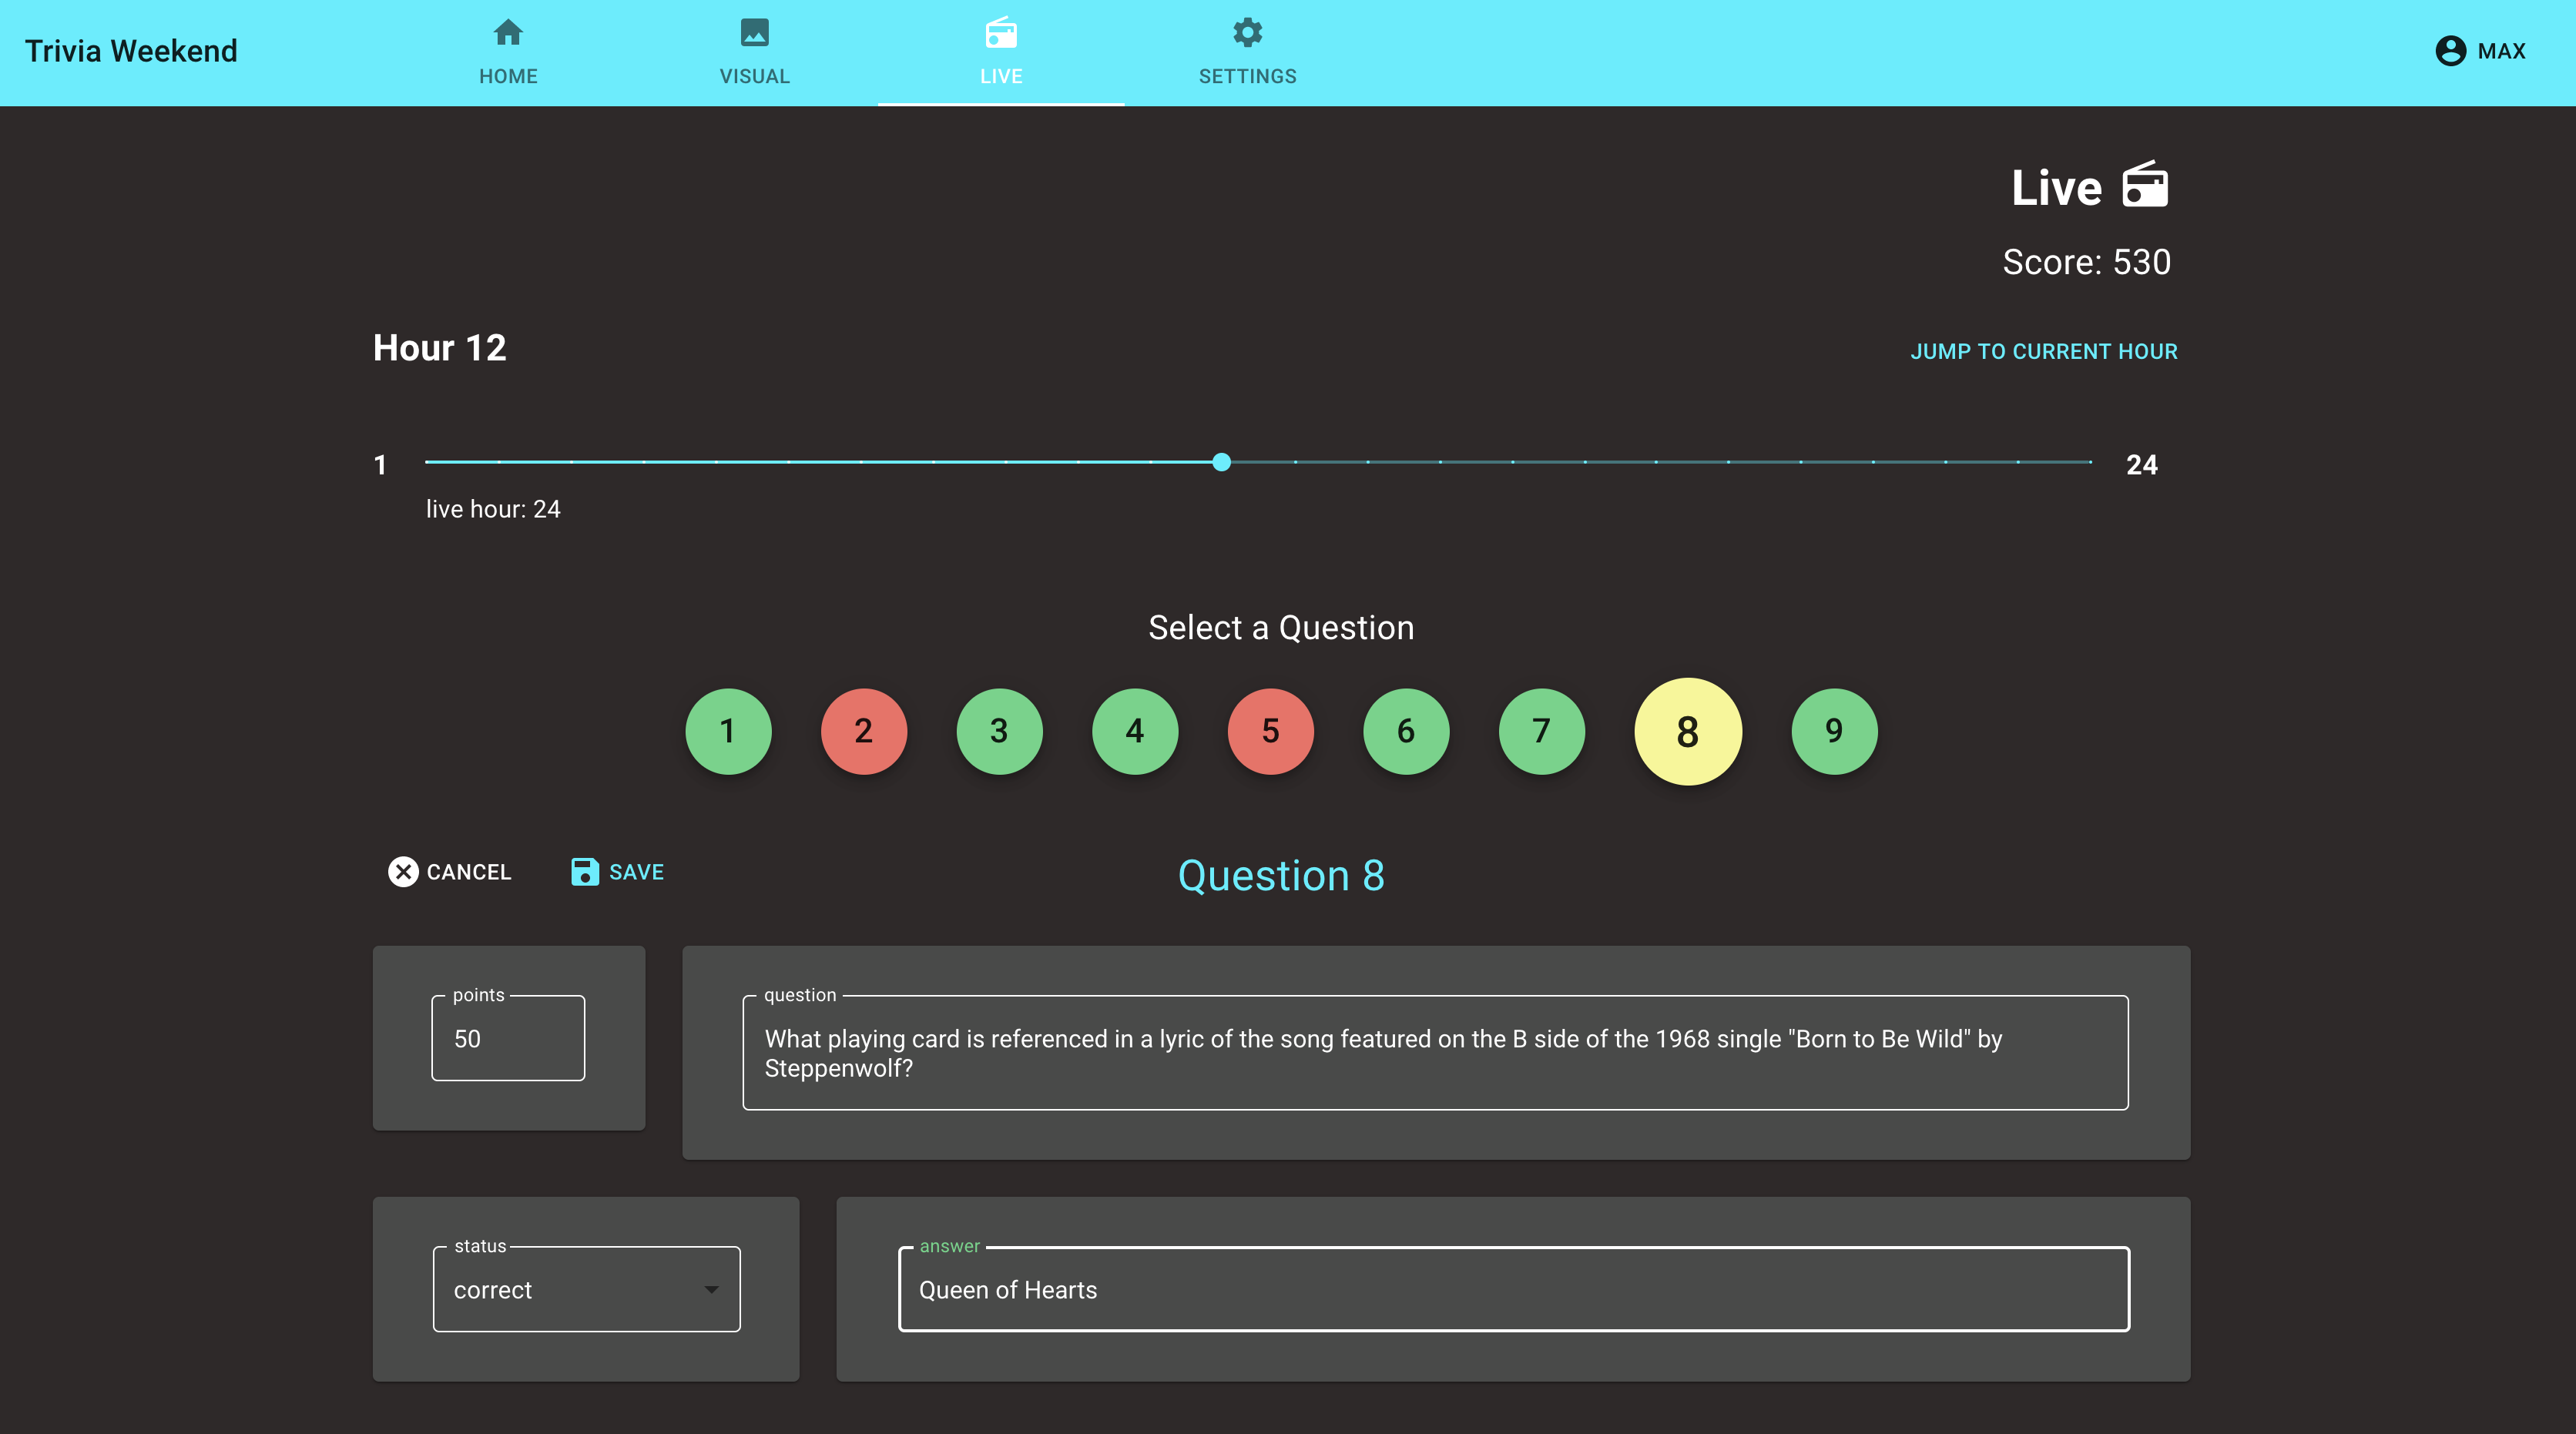 Trivia Weekend
HOME
VISUAL
LIVE
SETTINGS
MAX
Live
Score: 530
Hour 12
JUMP TO CURRENT HOUR
1
24
live hour: 24
Select a Question
1 2 3 4 5 6 7 8 9
CANCEL
SAVE
Question 8
points
50
question
What playing card is referenced in a lyric of the song featured on the B side of the 1968 single "Born to Be Wild" by
Steppenwolf?
status
correct
answer
Queen of Hearts